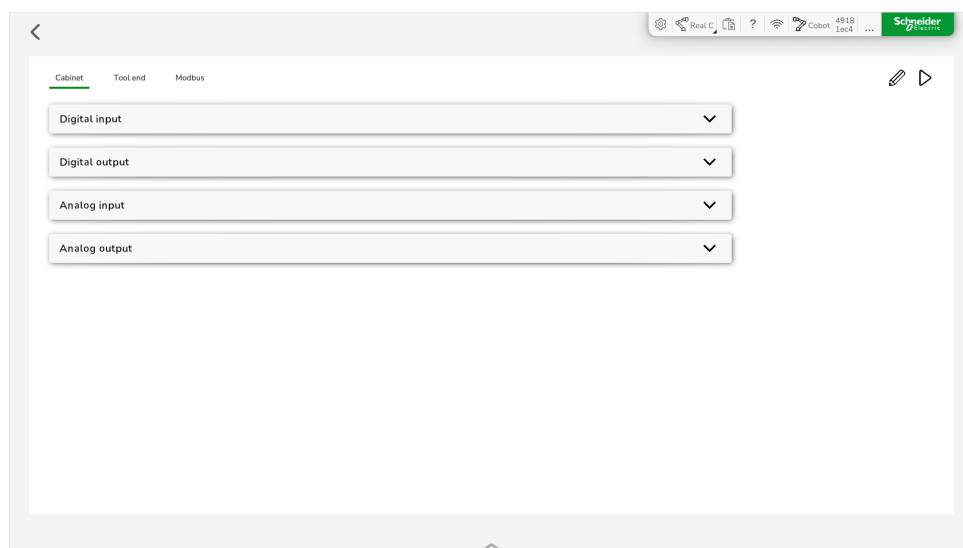 Real C
?
Cobot
4918
1ec4
...
Schneider
Electric
Cabinet
Tool end
Modbus
Digital input
Digital output
Analog input
Analog output